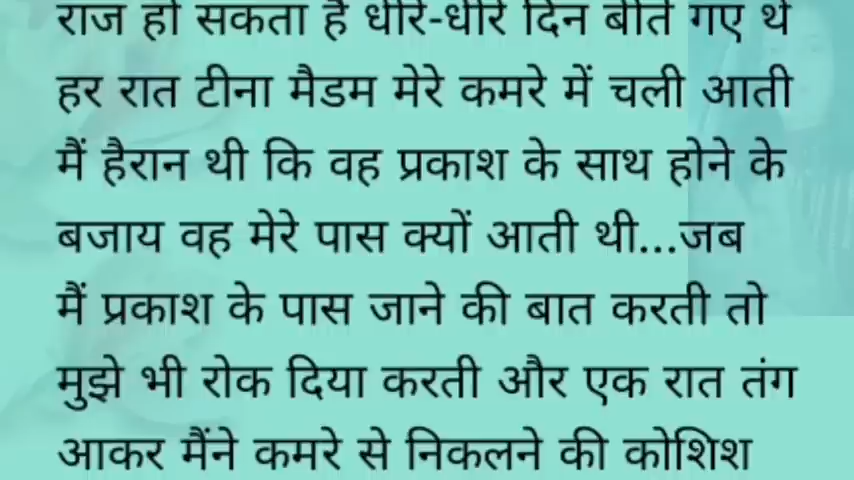 राज हो सकता है धीरे-धीरे दिन बीते गए थे
हर रात टीना मैडम मेरे कमरे में चली आती
मैं हैरान थी कि वह प्रकाश के साथ होने के
बजाय वह मेरे पास क्यों आती थी...जब
मैं प्रकाश के पास जाने की बात करती तो
मुझे भी रोक दिया करती और एक रात तंग
आकर मैंने कमरे से निकलने की कोशिश